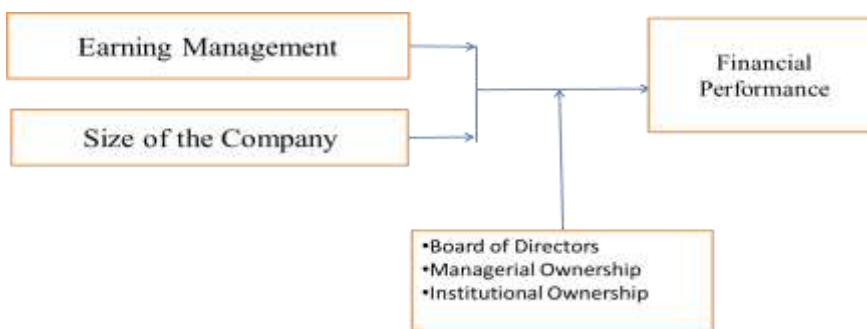 Earning Management
Financial
Performance
Size of the Company
•Board of Directors
•Managerial Ownership
•Institutional Ownership